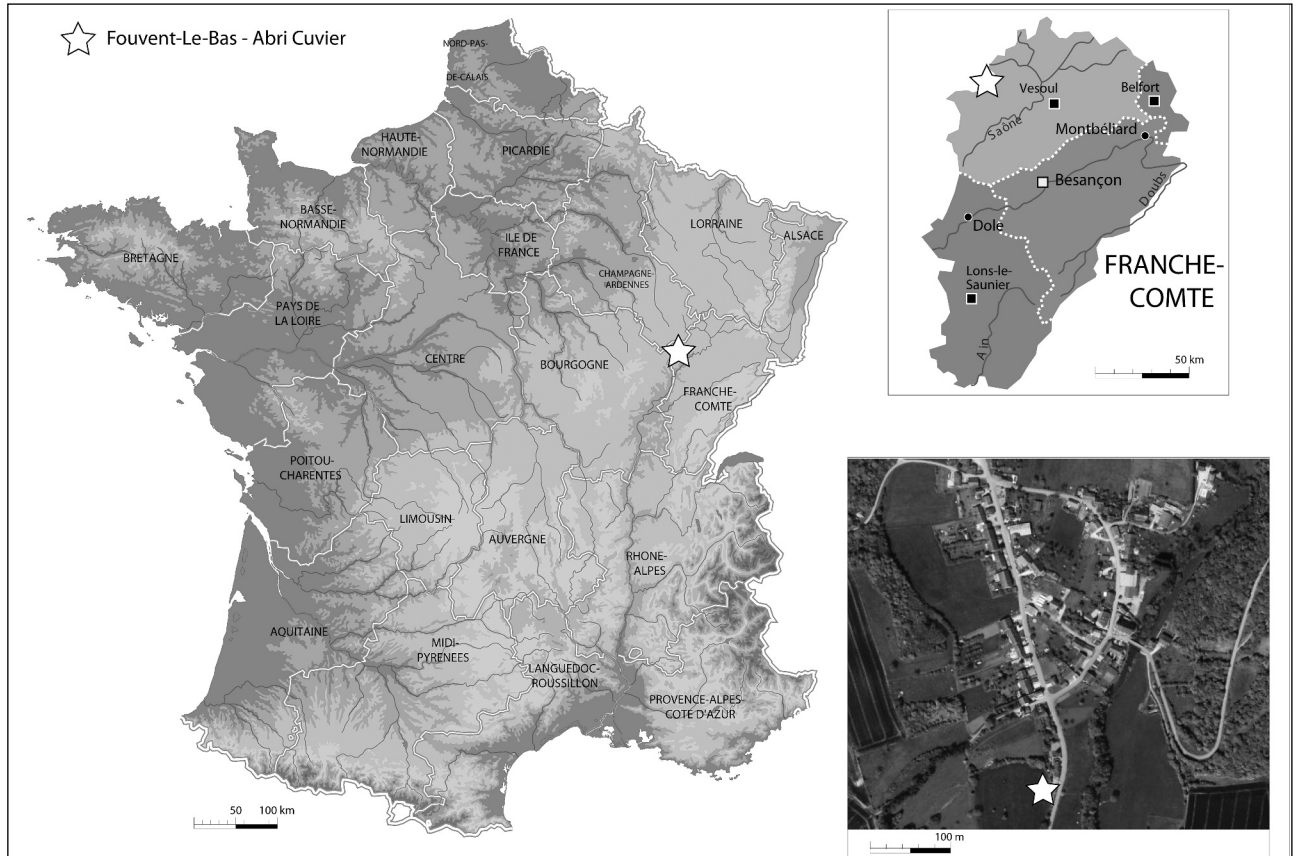 Fouvent-Le-Bas - Abri Cuvier
NORD-PAS-
DE-CALAIS
HAUTE-
NORMANDIE
PICARDIE
BASSE-
NORMANDIE
ILE DE
FRANCE
LORRAINE
ALSACE
BRETAGNE
CHAMPAGNE-
ARDENNES
PAYS DE
LA LOIRE
CENTRE
BOURGOGNE
FRANCHE-
COMTE
POITOU-
CHARENTES
LIMOUSIN
AUVERGNE
RHONE-
ALPES
AQUITAINE
MIDI-
PYRENEES
LANGUEDOC-
ROUSSILLON
PROVENCE-ALPES-
COTE D'AZUR
50 100 km
Vesoul
Belfort
Saône
Montbéliard
Besançon
Doubs
Dole
Lons-le-
Saunier
FRANCHE-
COMTE
Ain
50 km
100 m